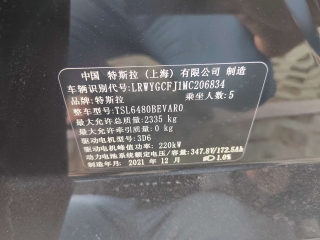 中国 特斯拉（上海）有限公司 制造
车辆识别代号:LRWYGCFJ1MC206834
品牌:特斯拉 乘坐人数:5
整车型号:TSL6480BEVAR0
最大允许总质量:2335 kg
最大允许牵引质量:0 kg
驱动电机型号:3D6
驱动电机峰值功率:220kW
动力电池系统额定电压/容量:347.8V/172.5Ah
制造年月:2021 年 12 月 1.0%